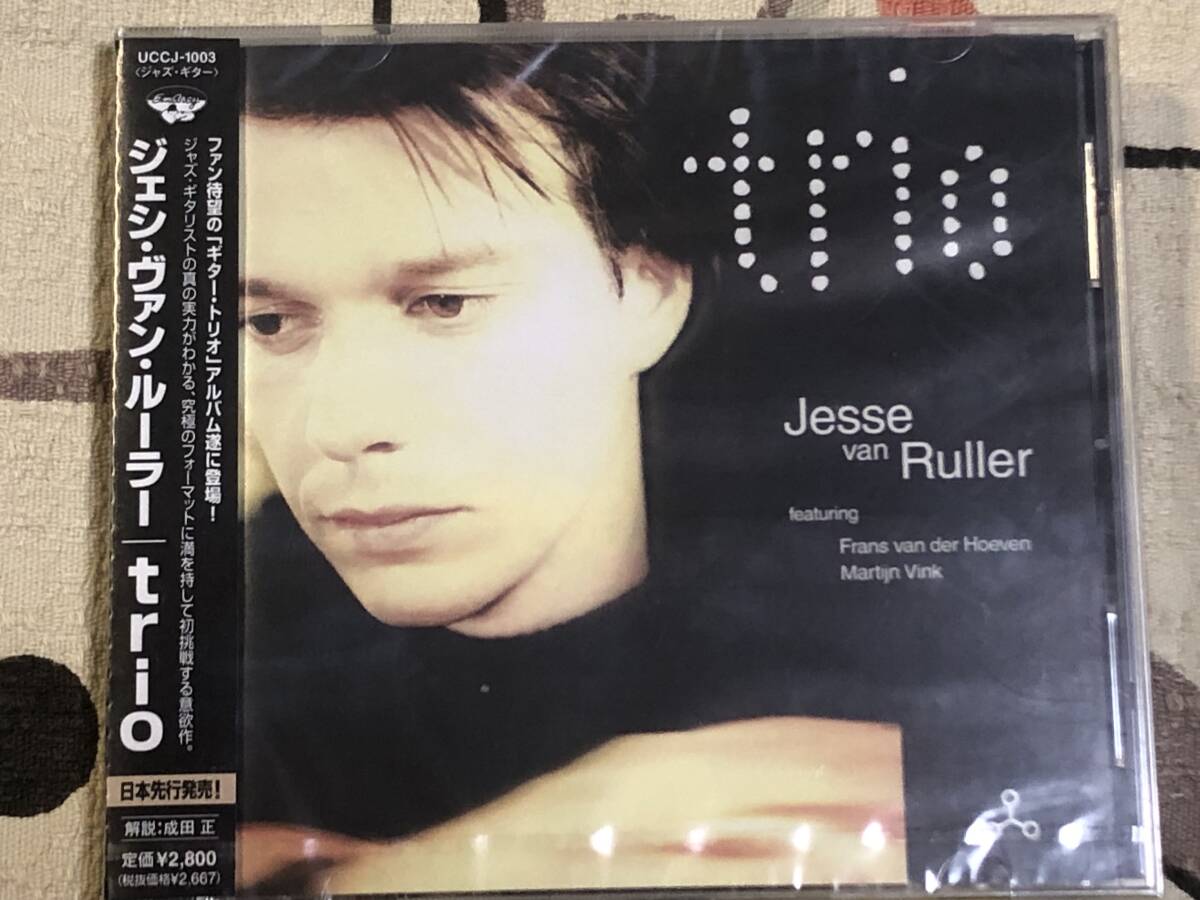 UCCJ-1003
〈ジャズ・ギター〉
EmArcy
ファン待望の「ギター・トリオ」アルバム遂に登場!
ジャズ・ギタリストの真の実力がわかる、究極のフォーマットに満を持して初挑戦する意欲作。
ジェシ・ヴァン・ルーラー|trio
日本先行発売!
解説:成田 正
定価¥2,800
(税抜価格¥2,667)
trio
Jesse
van Ruller
featuring
Frans van der Hoeven
Martijn Vink